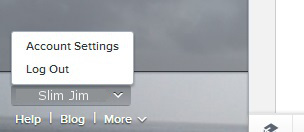 Account Settings
Log Out
Slim Jim
Help | Blog | More